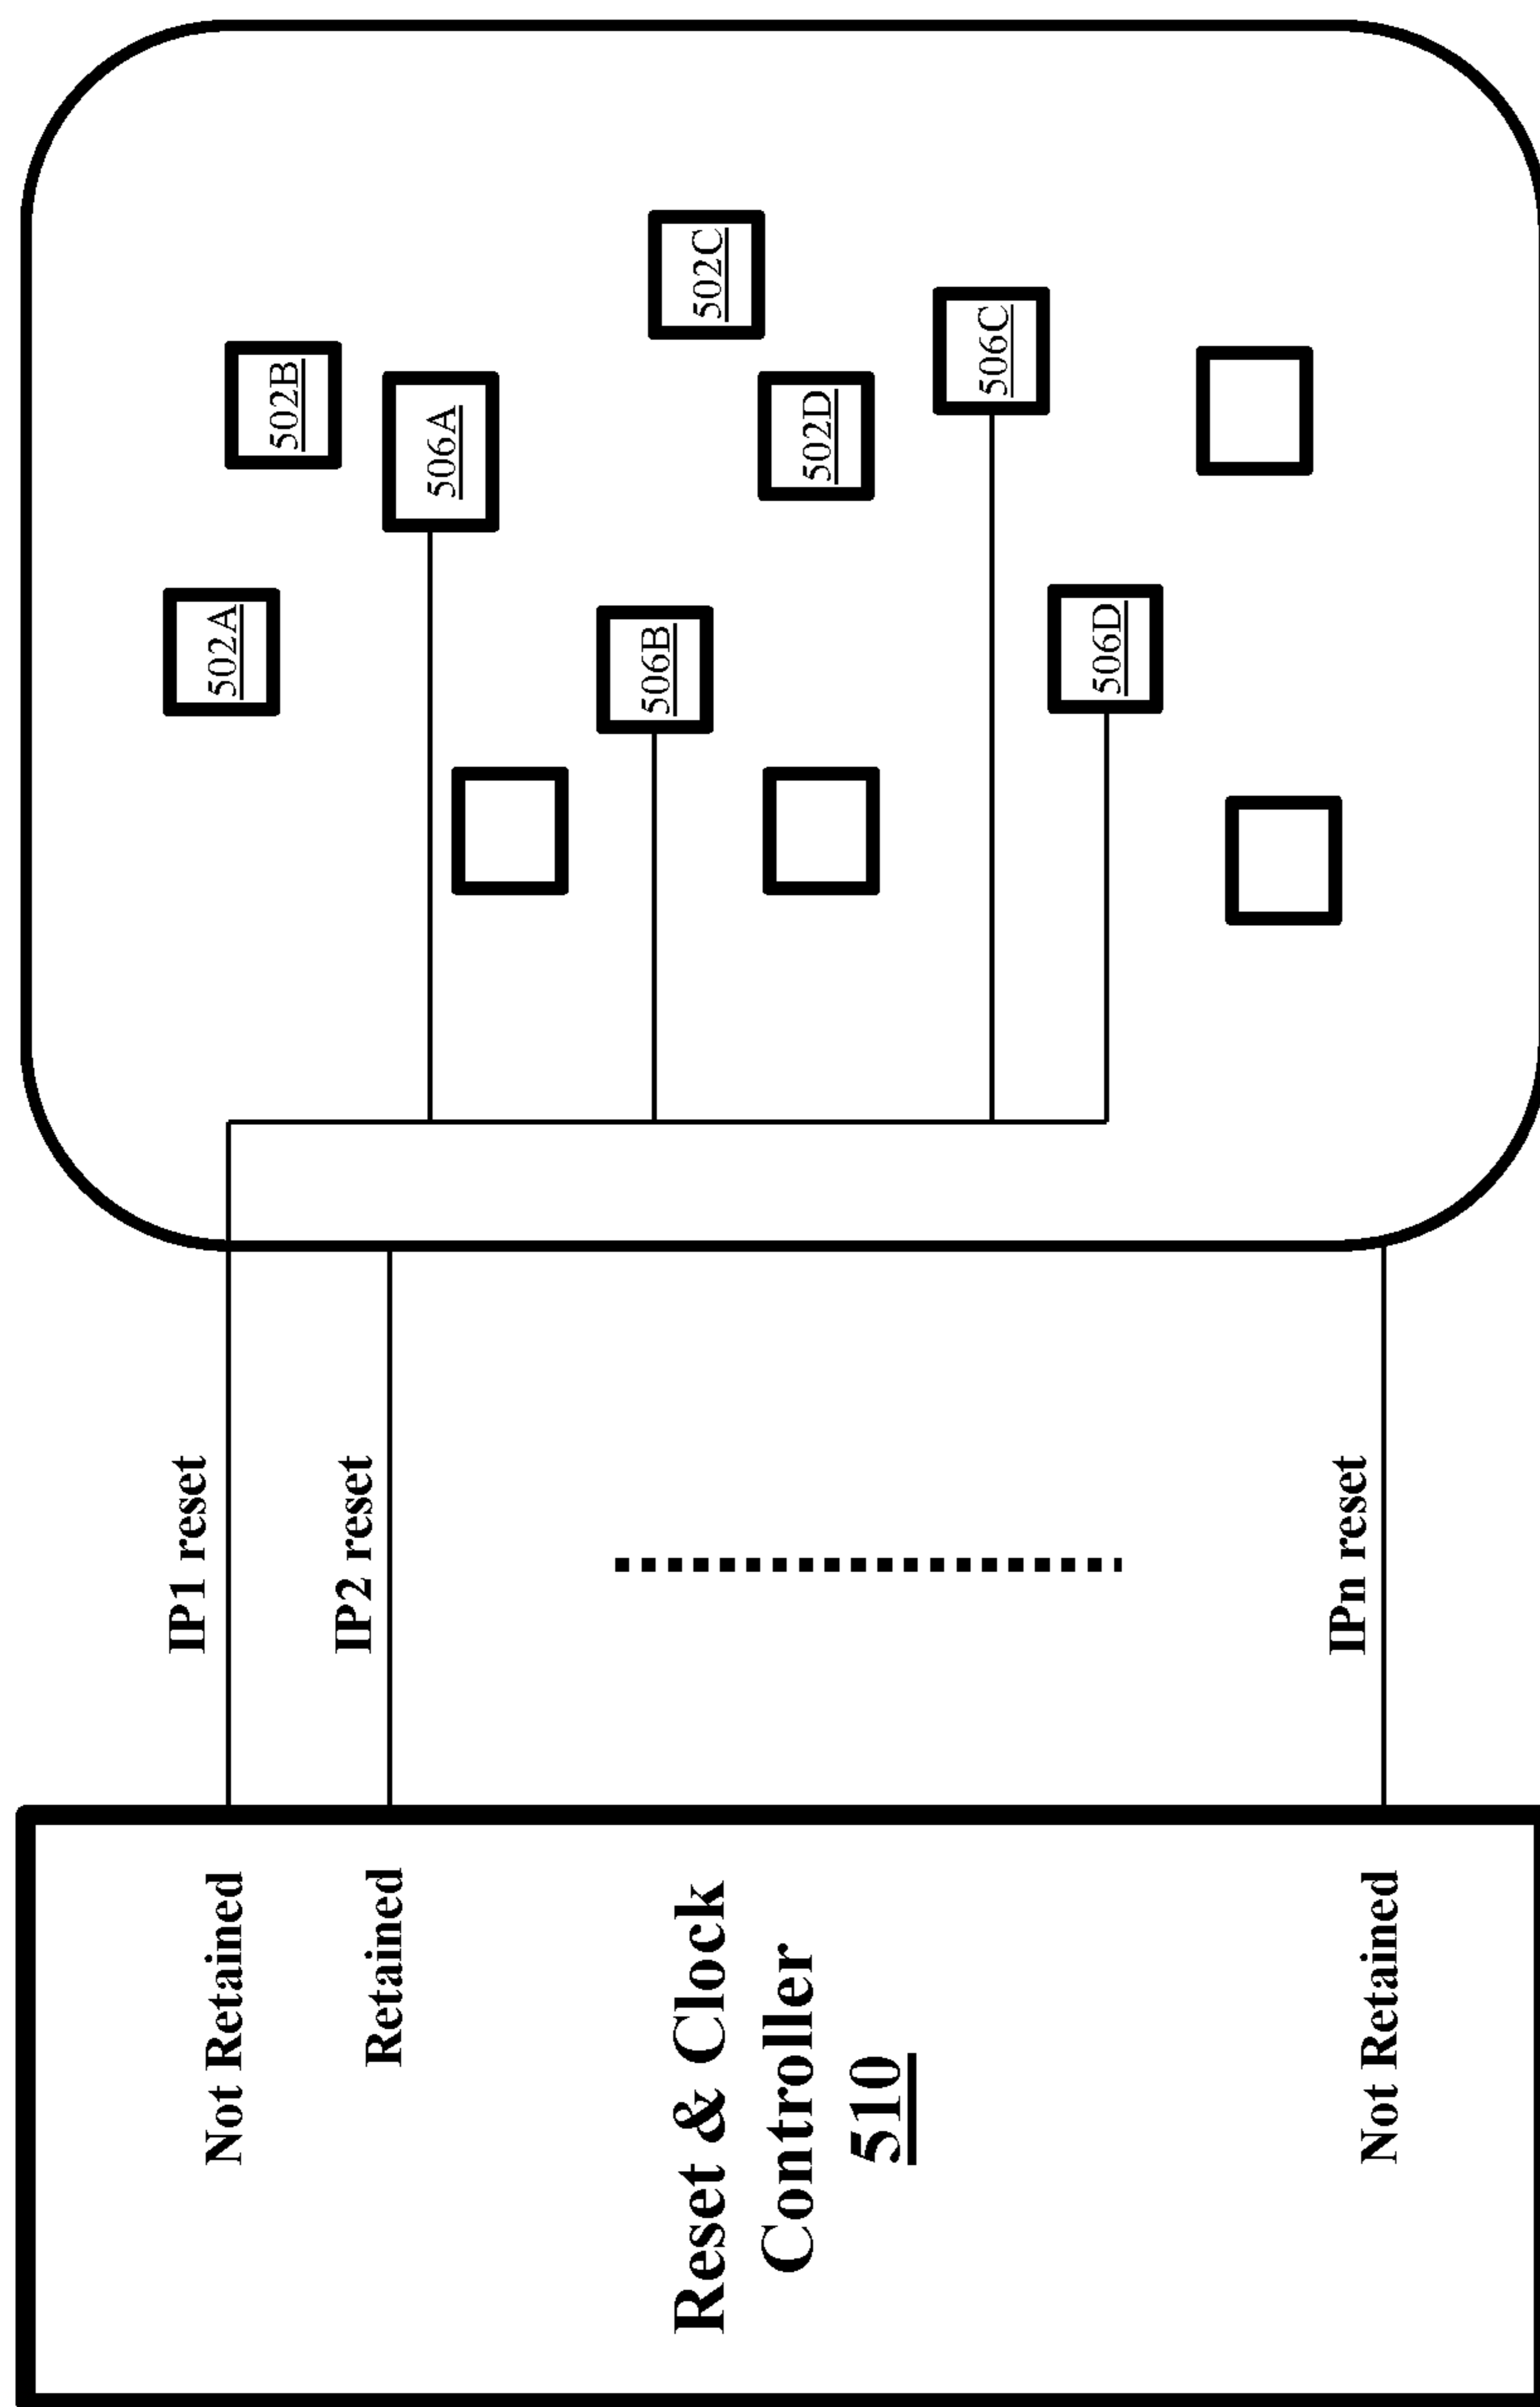 Not Retained
IP1 reset
Retained
IP2 reset
Reset & Clock
Controller
510
Not Retained
IPn reset
502A
502B
506A
506B
502C
502D
506C
506D